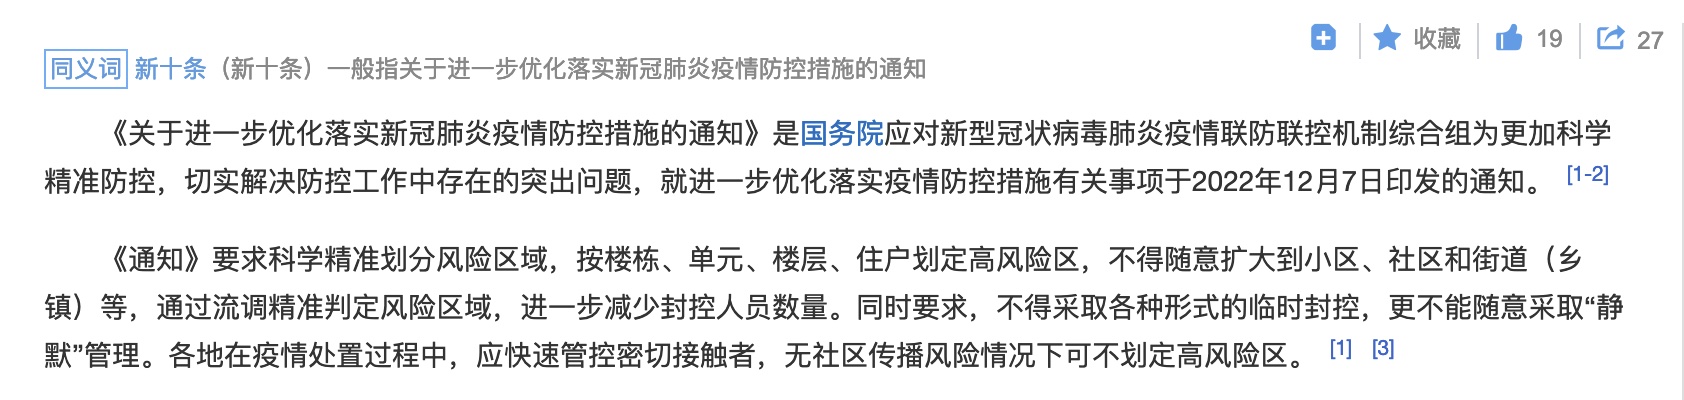 收藏 19 27
同义词 新十条（新十条）一般指关于进一步优化落实新冠肺炎疫情防控措施的通知
《关于进一步优化落实新冠肺炎疫情防控措施的通知》是国务院应对新型冠状病毒肺炎疫情联防联控机制综合组为更加科学
精准防控，切实解决防控工作中存在的突出问题，就进一步优化落实疫情防控措施有关事项于2022年12月7日印发的通知。 [1-2]
《通知》要求科学精准划分风险区域，按楼栋、单元、楼层、住户划定高风险区，不得随意扩大到小区、社区和街道（乡
镇）等，通过流调精准判定风险区域，进一步减少封控人员数量。同时要求，不得采取各种形式的临时封控，更不能随意采取“静
默”管理。各地在疫情处置过程中，应快速管控密切接触者，无社区传播风险情况下可不划定高风险区。 [1] [3]